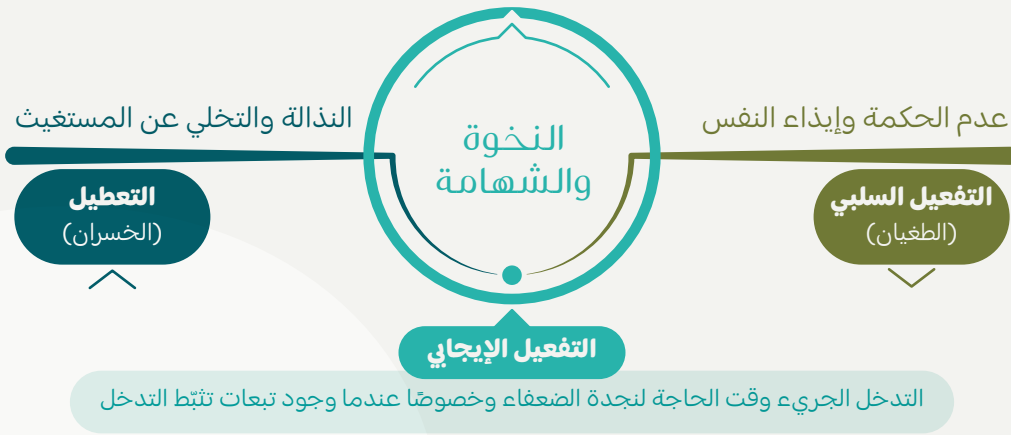 عدم الحكمة وإيذاء النفس
التفعيل السلبي
(الطغيان)
النخوة
والشهامة
النذالة والتخلي عن المستغيث
التعطيل
(الخسران)
التفعيل الإيجابي
التدخل الجريء وقت الحاجة لنجدة الضعفاء وخصوصًا عندما وجود تبعات تثبّط التدخل